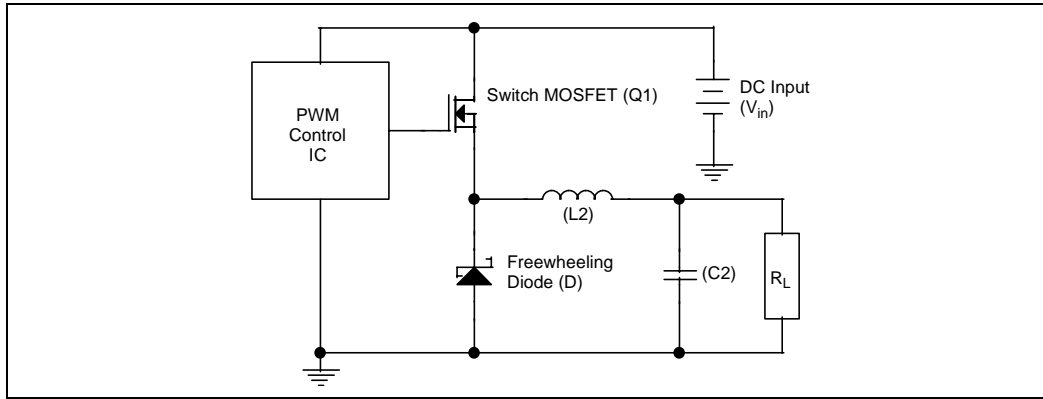 PWM
Control
IC
Switch MOSFET (Q1)
DC Input
(Vin)
(L2)
Freewheeling
Diode (D)
(C2)
RL